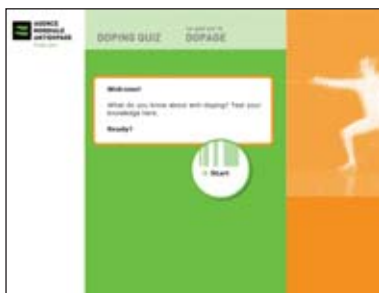 AGENCE
MONDIALE
ANTIDOPAGE
DOPING QUIZ
DOPAGE
Welcome!
What do you know about anti-doping? Test your
knowledge here.
Ready?
Start